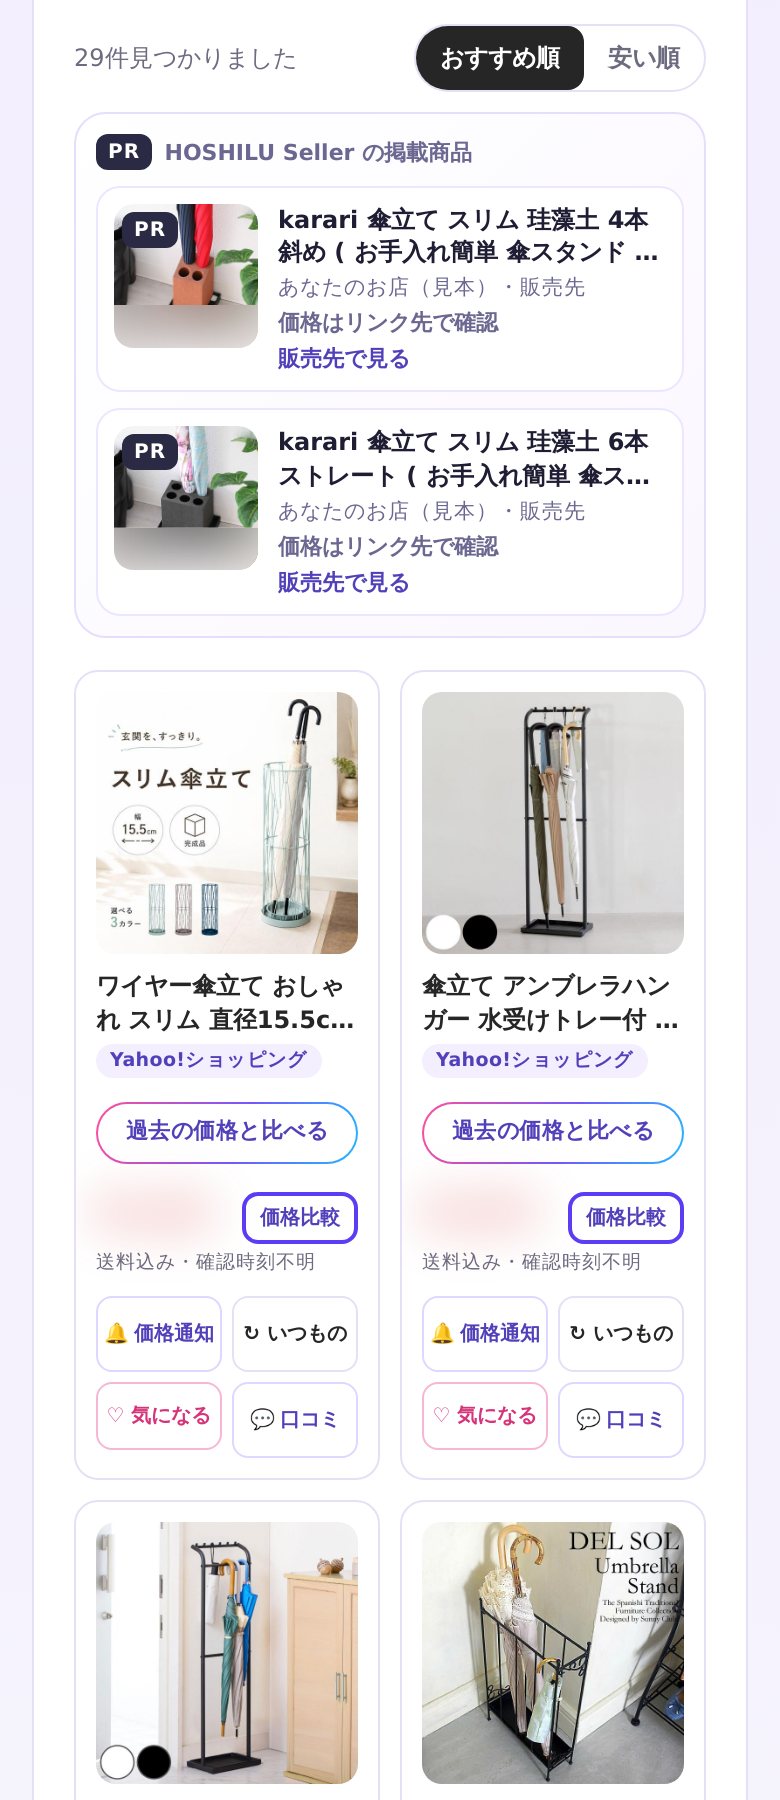 29件見つかりました
おすすめ順
安い順
PR HOSHILU Seller の掲載商品
PR
karari 傘立て スリム 珪藻土 4本
斜め ( お手入れ簡単 傘スタンド ...
あなたのお店（見本）・販売先
価格はリンク先で確認
販売先で見る
PR
karari 傘立て スリム 珪藻土 6本
ストレート ( お手入れ簡単 傘ス...
あなたのお店（見本）・販売先
価格はリンク先で確認
販売先で見る
玄関を、すっきり。
スリム傘立て
幅
15.5cm
完成品
選べる
3カラー
ワイヤー傘立て おしゃ
れ スリム 直径15.5c...
Yahoo!ショッピング
過去の価格と比べる
価格比較
送料込み・確認時刻不明
🔔 価格通知
↻ いつもの
♡ 気になる
💬 口コミ
傘立て アンブレラハン
ガー 水受けトレー付 ...
Yahoo!ショッピング
過去の価格と比べる
価格比較
送料込み・確認時刻不明
🔔 価格通知
↻ いつもの
♡ 気になる
💬 口コミ
DEL SOL
Umbrella
Stand
The Spanishi Traditional
Furniture Collection
Designed by Sunny